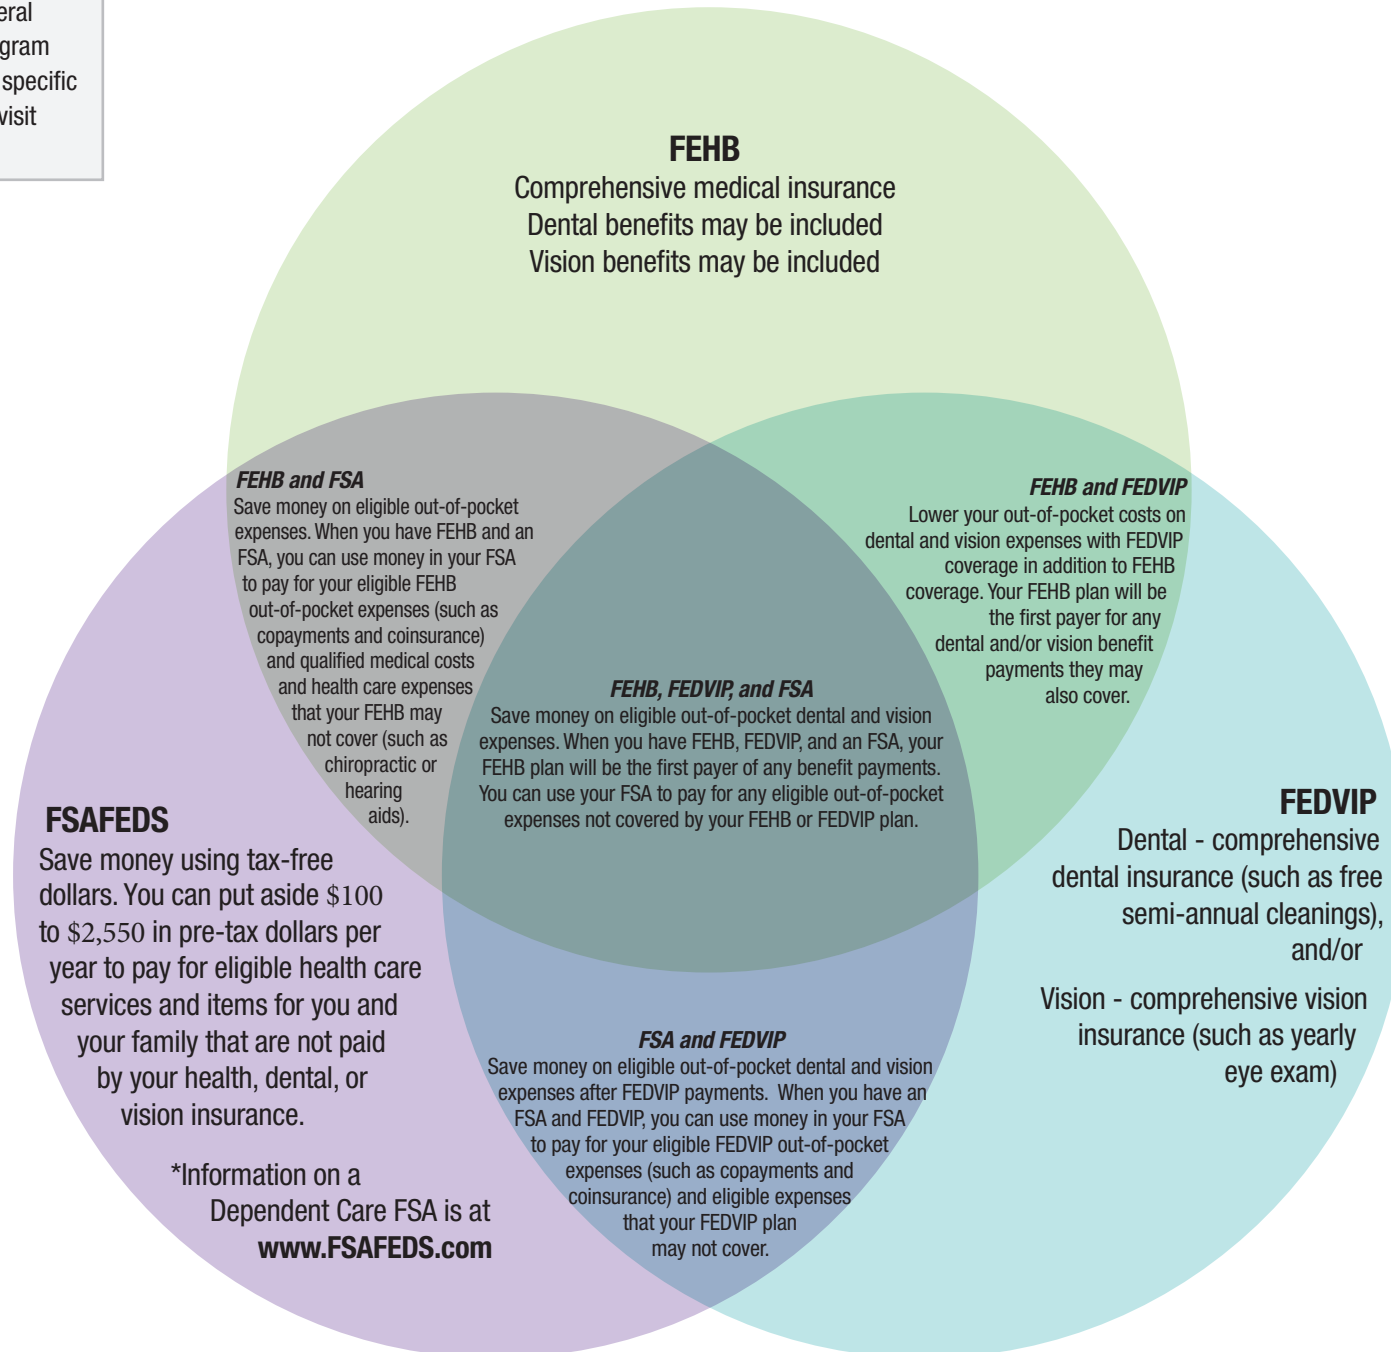 eral
gram
specific
visit
FEHB
Comprehensive medical insurance
Dental benefits may be included
Vision benefits may be included
FEHB and FSA
Save money on eligible out-of-pocket
expenses. When you have FEHB and an
FSA, you can use money in your FSA
to pay for your eligible FEHB
out-of-pocket expenses (such as
copayments and coinsurance)
and qualified medical costs
and health care expenses
that your FEHB may
not cover (such as
chiropractic or
hearing
aids).
FEHB and FEDVIP
Lower your out-of-pocket costs on
dental and vision expenses with FEDVIP
coverage in addition to FEHB
coverage. Your FEHB plan will be
the first payer for any
dental and/or vision benefit
payments they may
also cover.
FEHB, FEDVIP, and FSA
Save money on eligible out-of-pocket dental and vision
expenses. When you have FEHB, FEDVIP, and an FSA, your
FEHB plan will be the first payer of any benefit payments.
You can use your FSA to pay for any eligible out-of-pocket
expenses not covered by your FEHB or FEDVIP plan.
FSAFEDS
Save money using tax-free
dollars. You can put aside $100
to $2,550 in pre-tax dollars per
year to pay for eligible health care
services and items for you and
your family that are not paid
by your health, dental, or
vision insurance.
*Information on a
Dependent Care FSA is at
www.FSAFEDS.com
FEDVIP
Dental - comprehensive
dental insurance (such as free
semi-annual cleanings),
and/or
Vision - comprehensive vision
insurance (such as yearly
eye exam)
FSA and FEDVIP
Save money on eligible out-of-pocket dental and vision
expenses after FEDVIP payments.  When you have an
FSA and FEDVIP, you can use money in your FSA
to pay for your eligible FEDVIP out-of-pocket
expenses (such as copayments and
coinsurance) and eligible expenses
that your FEDVIP plan
may not cover.